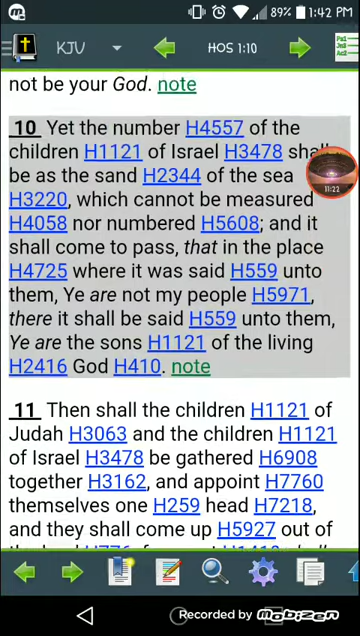 89% 1:42 PM
KJV HOS 1:10
not be your God. note
10 Yet the number H4557 of the
children H1121 of Israel H3478 shall
be as the sand H2344 of the sea
H3220, which cannot be measured
11:22
H4058 nor numbered H5608; and it
shall come to pass, that in the place
H4725 where it was said H559 unto
them, Ye are not my people H5971,
there it shall be said H559 unto them,
Ye are the sons H1121 of the living
H2416 God H410. note
11 Then shall the children H1121 of
Judah H3063 and the children H1121
of Israel H3478 be gathered H6908
together H3162, and appoint H7760
themselves one H259 head H7218,
and they shall come up H5927 out of
Recorded by mobizen